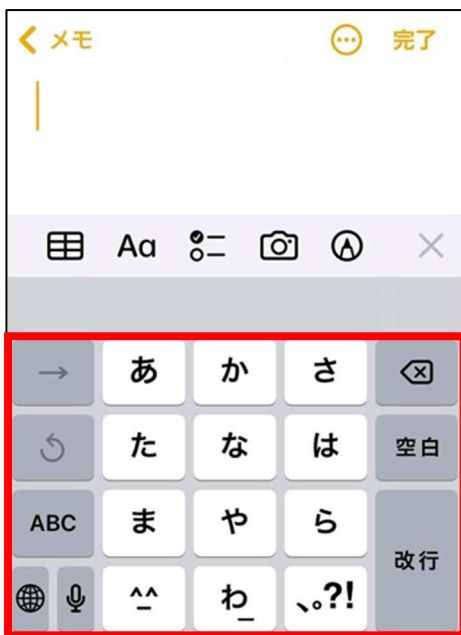 メモ 完了
Aa
→ あ か さ
た な は 空白
ABC ま や ら 改行
^_^ わ_ 、。?!